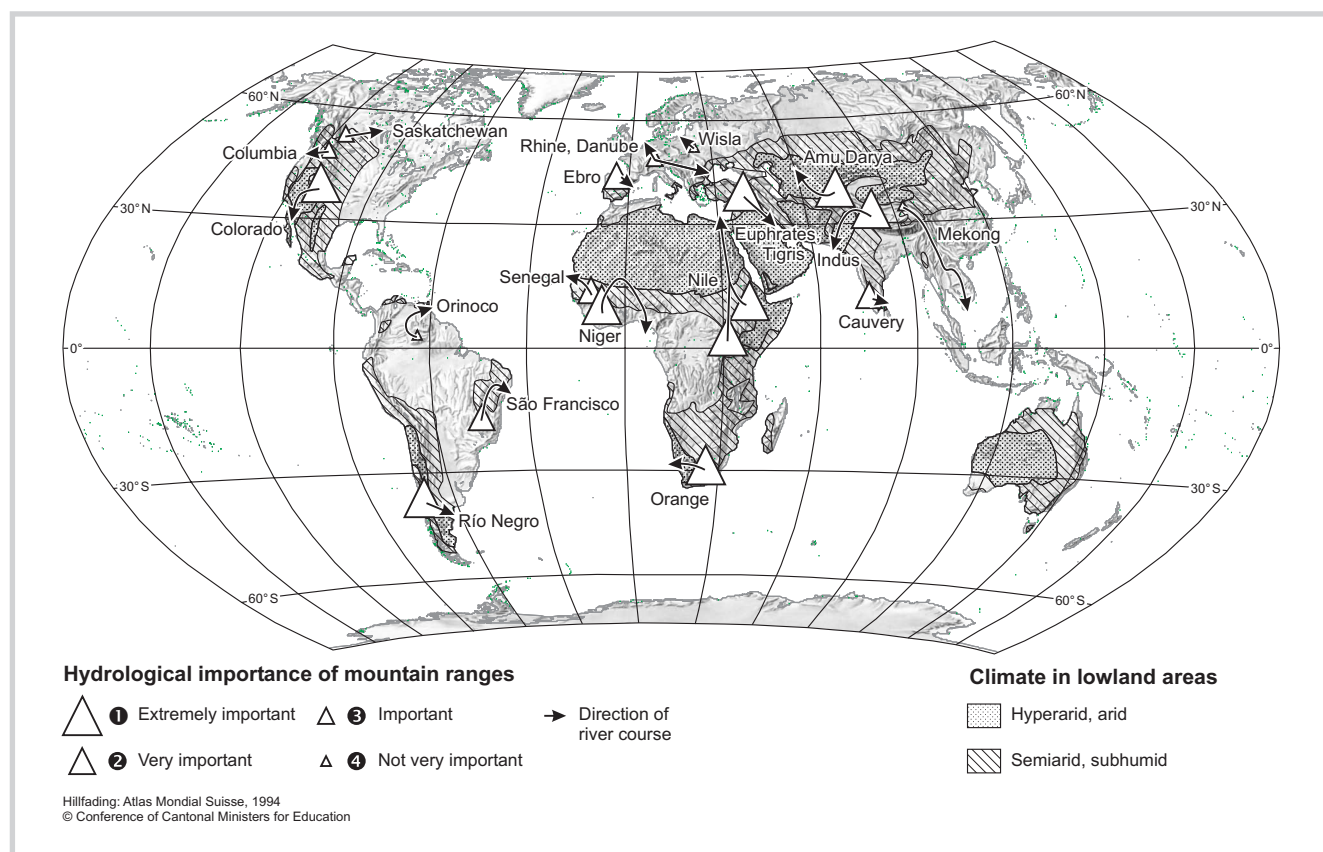 60°N
60°N
Saskatchewan
Wisla
Rhine, Danube
Columbia
Amu Darya
Ebro
30°N
30°N
Colorado
Euphrates
Tigris
Mekong
Indus
Senegal
Nile
Orinoco
Cauvery
Niger
0°
0°
São Francisco
30°S
30°S
Orange
Río Negro
60°S
60°S
Hydrological importance of mountain ranges
❶ Extremely important
❸ Important
Direction of
river course
❷ Very important
❹ Not very important
Climate in lowland areas
Hyperarid, arid
Semiarid, subhumid
Hillfading: Atlas Mondial Suisse, 1994
© Conference of Cantonal Ministers for Education